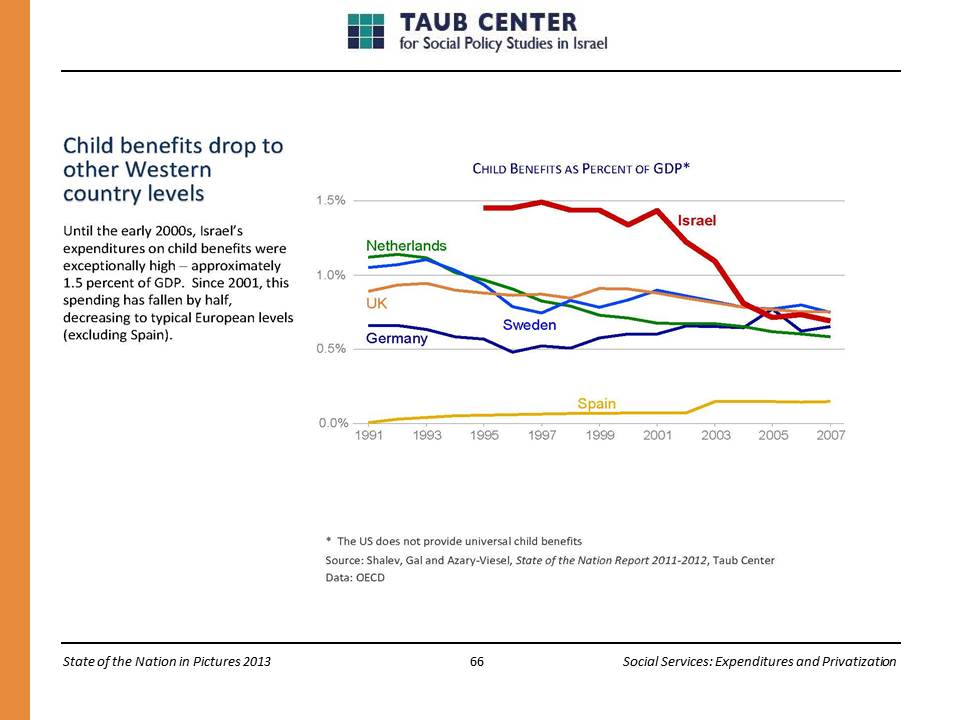 TAUB CENTER
for Social Policy Studies in Israel
Child benefits drop to
other Western
country levels
Until the early 2000s, Israel's
expenditures on child benefits were
exceptionally high – approximately
1.5 percent of GDP.  Since 2001, this
spending has fallen by half,
decreasing to typical European levels
(excluding Spain).
CHILD BENEFITS AS PERCENT OF GDP*
1.5%
Israel
Netherlands
1.0%
UK
Sweden
Germany
0.5%
Spain
0.0%
1991 1993 1995 1997 1999 2001 2003 2005 2007
* The US does not provide universal child benefits
Source: Shalev, Gal and Azary-Viesel, State of the Nation Report 2011-2012, Taub Center
Data: OECD
State of the Nation in Pictures 2013 66 Social Services: Expenditures and Privatization